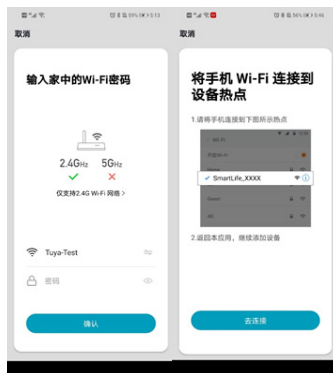 取消
输入家中的Wi-Fi密码
2.4GHz 5GHz
仅支持2.4G Wi-Fi 网络 >
Tuya-Test
密码
确认
取消
将手机 Wi-Fi 连接到
设备热点
1.请将手机连接到下图所示热点
SmartLife_XXXX
2.返回本应用，继续添加设备
去连接